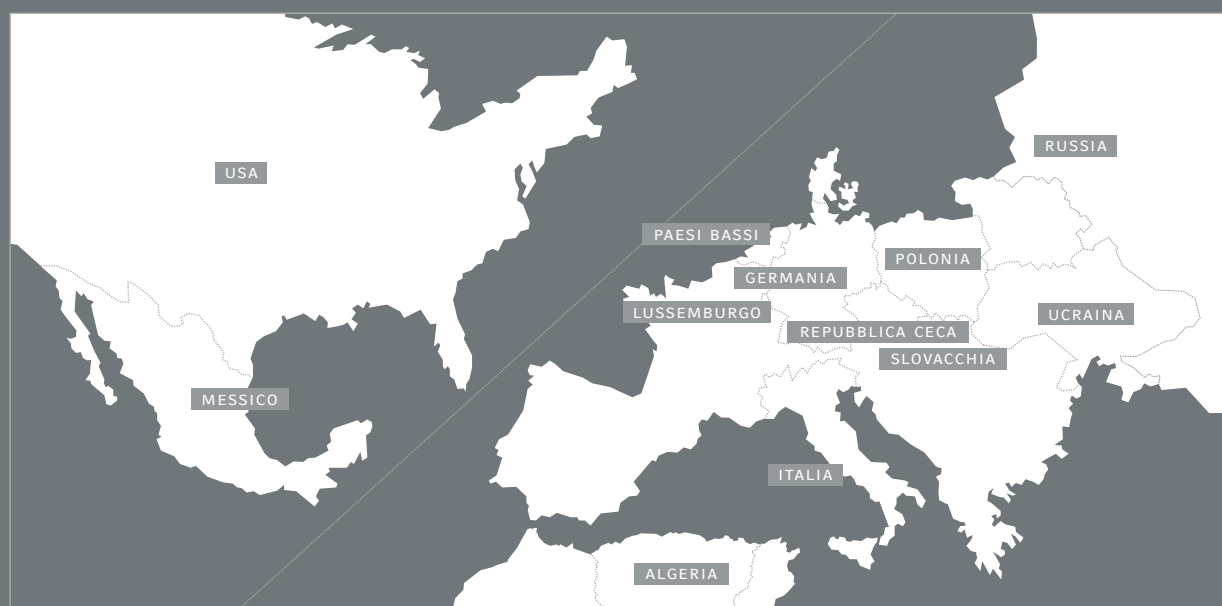 USA
RUSSIA
PAESI BASSI
POLONIA
GERMANIA
LUSSEMBURGO
UCRAINA
REPUBBLICA CECA
SLOVACCHIA
MESSICO
ITALIA
ALGERIA